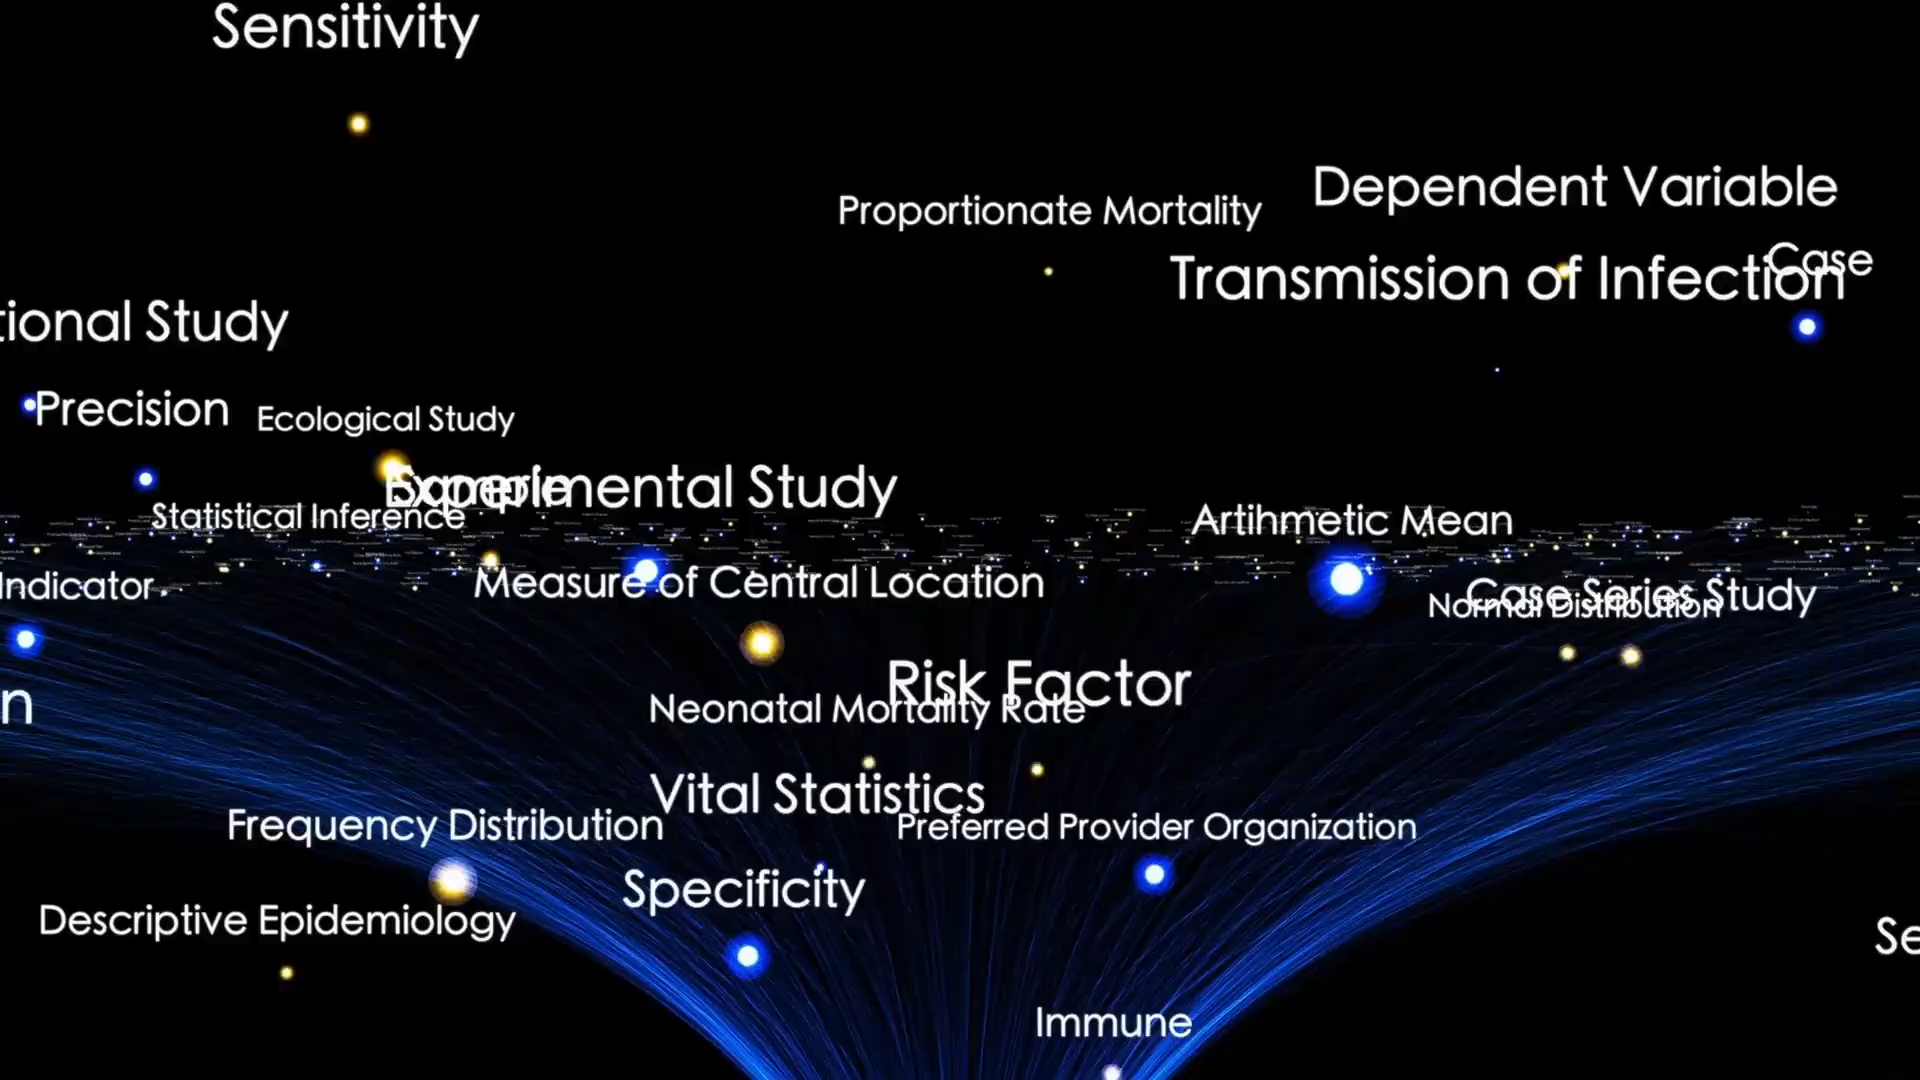 Sensitivity
Dependent Variable
Proportionate Mortality
Case
Transmission of Infection
tional Study
Precision
Ecological Study
Experimental Study
Sample
Statistical Inference
Artihmetic Mean
Measure of Central Location
Indicator
Case Series Study
Normal Distribution
Risk Factor
Neonatal Mortality Rate
n
Vital Statistics
Frequency Distribution
Preferred Provider Organization
Specificity
Descriptive Epidemiology
Se
Immune